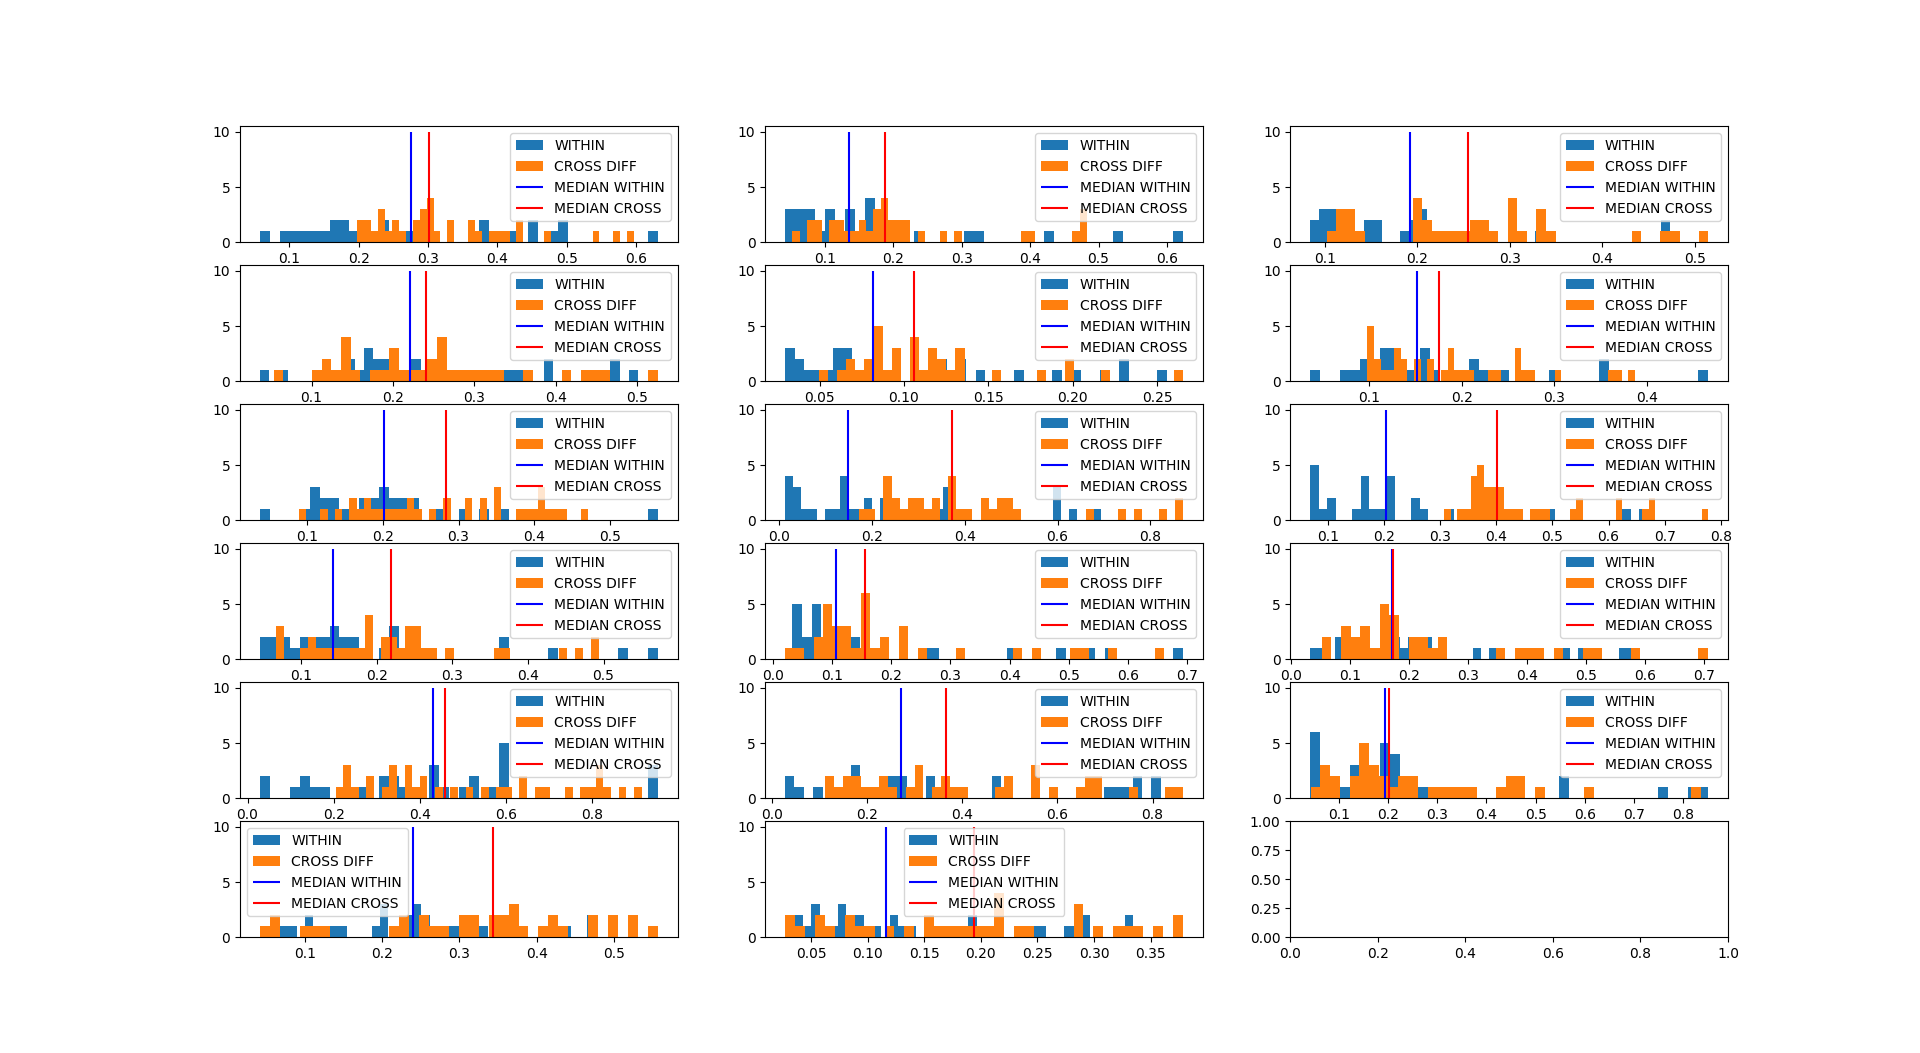 10 WITHIN 10 WITHIN 10 WITHIN
CROSS DIFF CROSS DIFF CROSS DIFF
5 MEDIAN WITHIN 5 MEDIAN WITHIN 5 MEDIAN WITHIN
MEDIAN CROSS MEDIAN CROSS MEDIAN CROSS
0 0 0
0.1 0.2 0.3 0.4 0.5 0.6 0.1 0.2 0.3 0.4 0.5 0.6 0.1 0.2 0.3 0.4 0.5
10 WITHIN 10 WITHIN 10 WITHIN
CROSS DIFF CROSS DIFF CROSS DIFF
5 MEDIAN WITHIN 5 MEDIAN WITHIN 5 MEDIAN WITHIN
MEDIAN CROSS MEDIAN CROSS MEDIAN CROSS
0 0 0
0.1 0.2 0.3 0.4 0.5 0.05 0.10 0.15 0.20 0.25 0.1 0.2 0.3 0.4
10 WITHIN 10 WITHIN 10 WITHIN
CROSS DIFF CROSS DIFF CROSS DIFF
5 MEDIAN WITHIN 5 MEDIAN WITHIN 5 MEDIAN WITHIN
MEDIAN CROSS MEDIAN CROSS MEDIAN CROSS
0 0 0
0.1 0.2 0.3 0.4 0.5 0.0 0.2 0.4 0.6 0.8 0.1 0.2 0.3 0.4 0.5 0.6 0.7 0.8
10 WITHIN 10 WITHIN 10 WITHIN
CROSS DIFF CROSS DIFF CROSS DIFF
5 MEDIAN WITHIN 5 MEDIAN WITHIN 5 MEDIAN WITHIN
MEDIAN CROSS MEDIAN CROSS MEDIAN CROSS
0 0 0
0.1 0.2 0.3 0.4 0.5 0.0 0.1 0.2 0.3 0.4 0.5 0.6 0.7 0.0 0.1 0.2 0.3 0.4 0.5 0.6 0.7
10 WITHIN 10 WITHIN 10 WITHIN
CROSS DIFF CROSS DIFF CROSS DIFF
5 MEDIAN WITHIN 5 MEDIAN WITHIN 5 MEDIAN WITHIN
MEDIAN CROSS MEDIAN CROSS MEDIAN CROSS
0 0 0
0.0 0.2 0.4 0.6 0.8 0.0 0.2 0.4 0.6 0.8 0.1 0.2 0.3 0.4 0.5 0.6 0.7 0.8
10 WITHIN 10 WITHIN 1.00
CROSS DIFF CROSS DIFF 0.75
5 MEDIAN WITHIN 5 MEDIAN WITHIN 0.50
MEDIAN CROSS MEDIAN CROSS 0.25
0 0 0.00
0.1 0.2 0.3 0.4 0.5 0.05 0.10 0.15 0.20 0.25 0.30 0.35 0.0 0.2 0.4 0.6 0.8 1.0